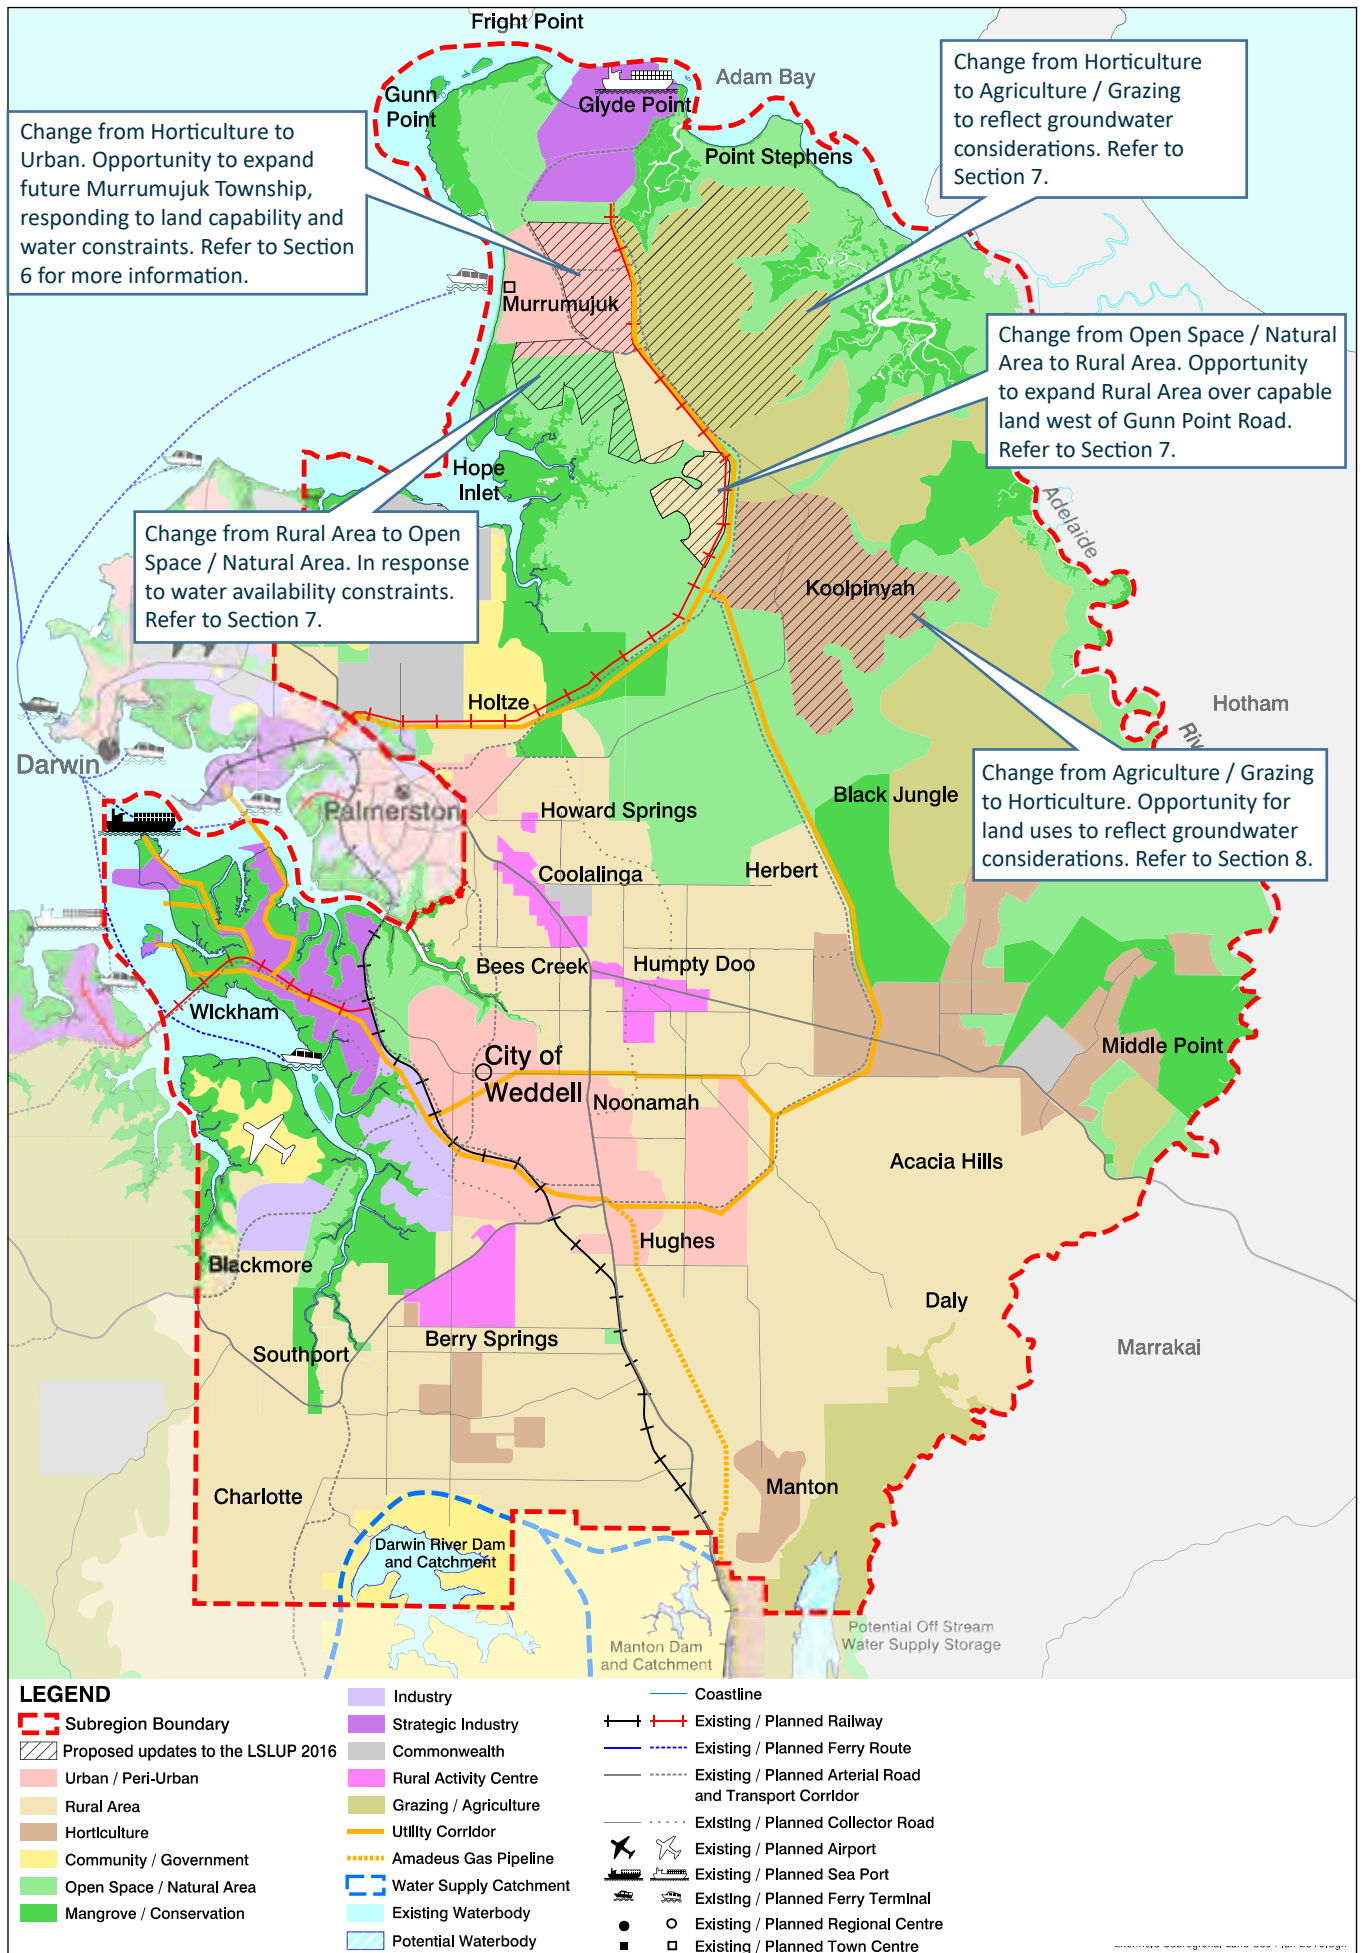 Fright Point
Adam Bay
Gunn
Point
Glyde Point
Point Stephens
Change from Horticulture
to Agriculture / Grazing
to reflect groundwater
considerations. Refer to
Section 7.
Change from Horticulture to
Urban. Opportunity to expand
future Murrumujuk Township,
responding to land capability and
water constraints. Refer to Section
6 for more information.
Murrumujuk
Change from Open Space / Natural
Area to Rural Area. Opportunity
to expand Rural Area over capable
land west of Gunn Point Road.
Refer to Section 7.
Hope
Inlet
Change from Rural Area to Open
Space / Natural Area. In response
to water availability constraints.
Refer to Section 7.
Adelaide
Koolpinyah
Holtze
Hotham
Darwin
Change from Agriculture / Grazing
to Horticulture. Opportunity for
land uses to reflect groundwater
considerations. Refer to Section 8.
Palmerston
Howard Springs
Black Jungle
Coolalinga
Herbert
Bees Creek
Humpty Doo
Wickham
Middle Point
City of
Weddell
Noonamah
Acacia Hills
Hughes
Blackmore
Daly
Berry Springs
Southport
Marrakai
Charlotte
Manton
Darwin River Dam
and Catchment
Manton Dam
and Catchment
Potential Off Stream
Water Supply Storage
LEGEND
Subregion Boundary
Proposed updates to the LSLUP 2016
Urban / Peri-Urban
Rural Area
Horticulture
Community / Government
Open Space / Natural Area
Mangrove / Conservation
Industry
Strategic Industry
Commonwealth
Rural Activity Centre
Grazing / Agriculture
Utility Corridor
Amadeus Gas Pipeline
Water Supply Catchment
Existing Waterbody
Potential Waterbody
Coastline
Existing / Planned Railway
Existing / Planned Ferry Route
Existing / Planned Arterial Road
and Transport Corridor
Existing / Planned Collector Road
Existing / Planned Airport
Existing / Planned Sea Port
Existing / Planned Ferry Terminal
Existing / Planned Regional Centre
Existing / Planned Town Centre